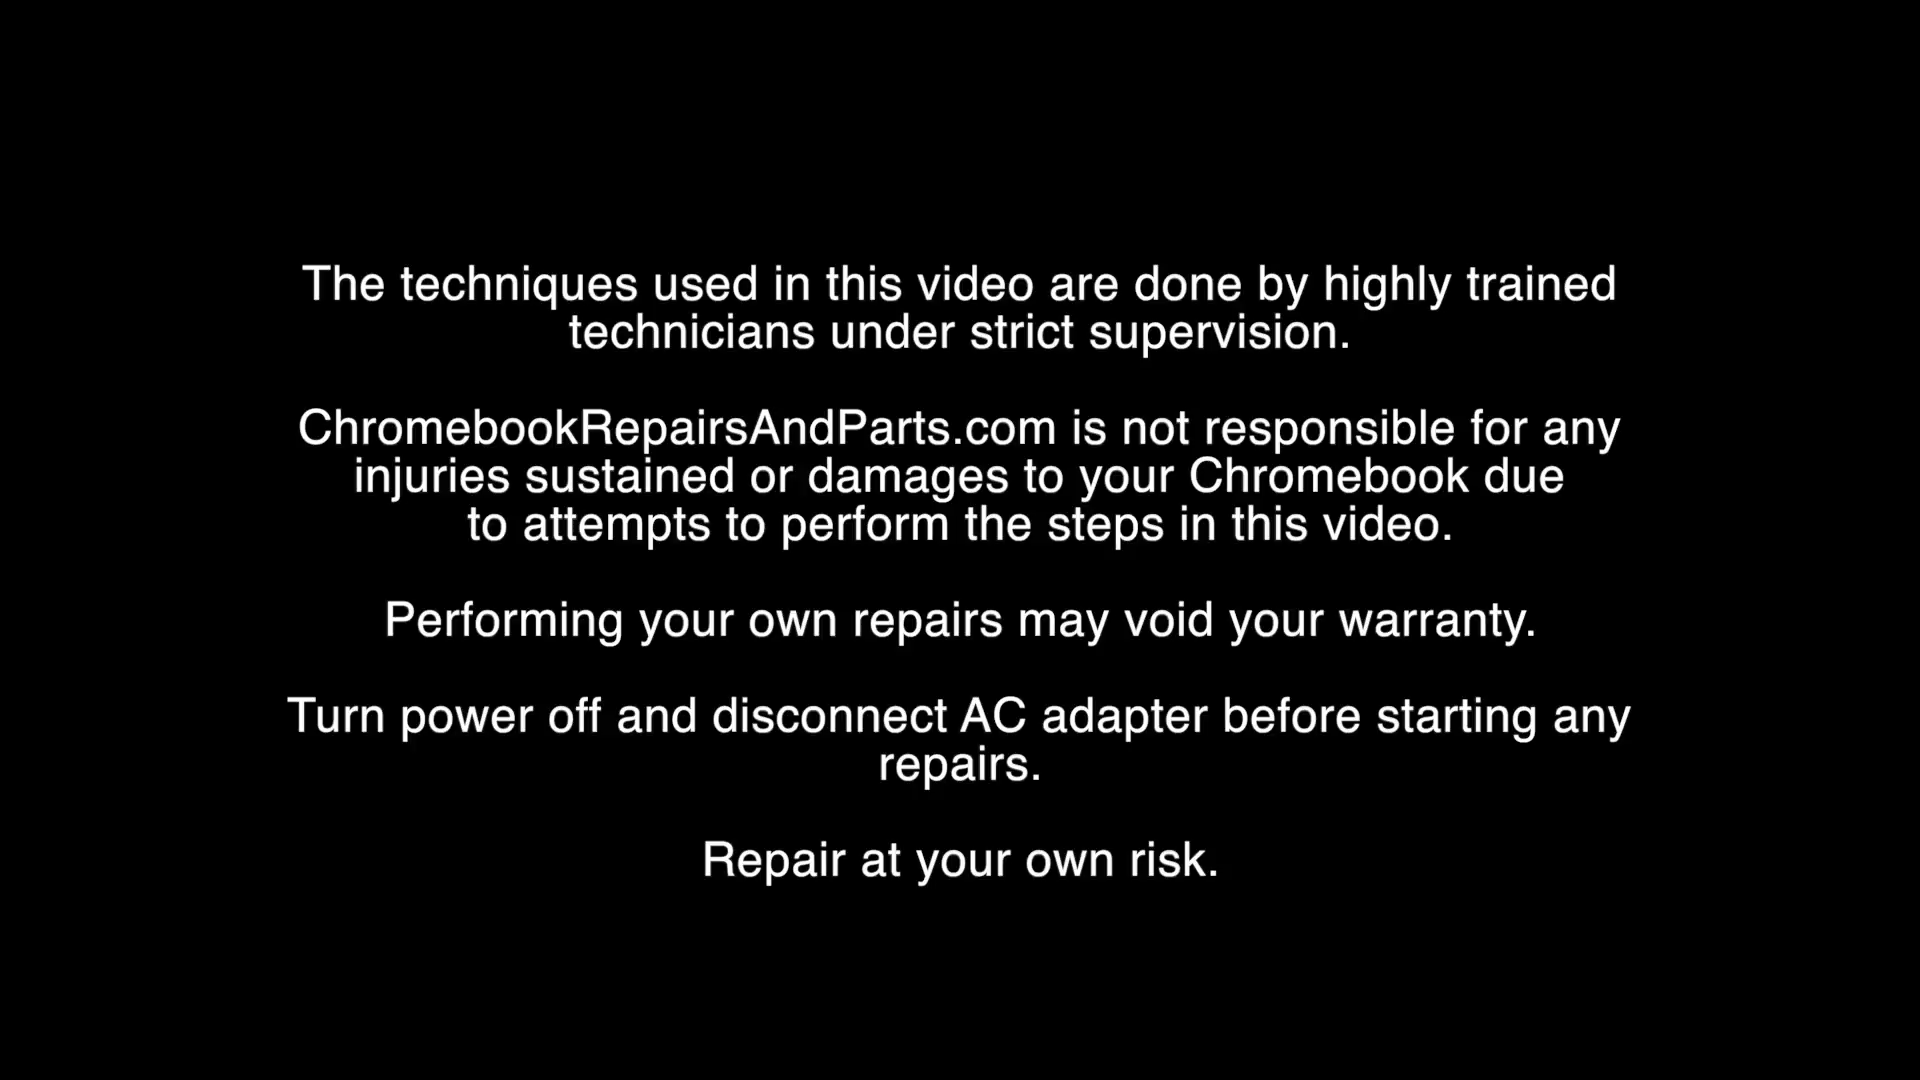 The techniques used in this video are done by highly trained
technicians under strict supervision.
ChromebookRepairsAndParts.com is not responsible for any
injuries sustained or damages to your Chromebook due
to attempts to perform the steps in this video.
Performing your own repairs may void your warranty.
Turn power off and disconnect AC adapter before starting any
repairs.
Repair at your own risk.